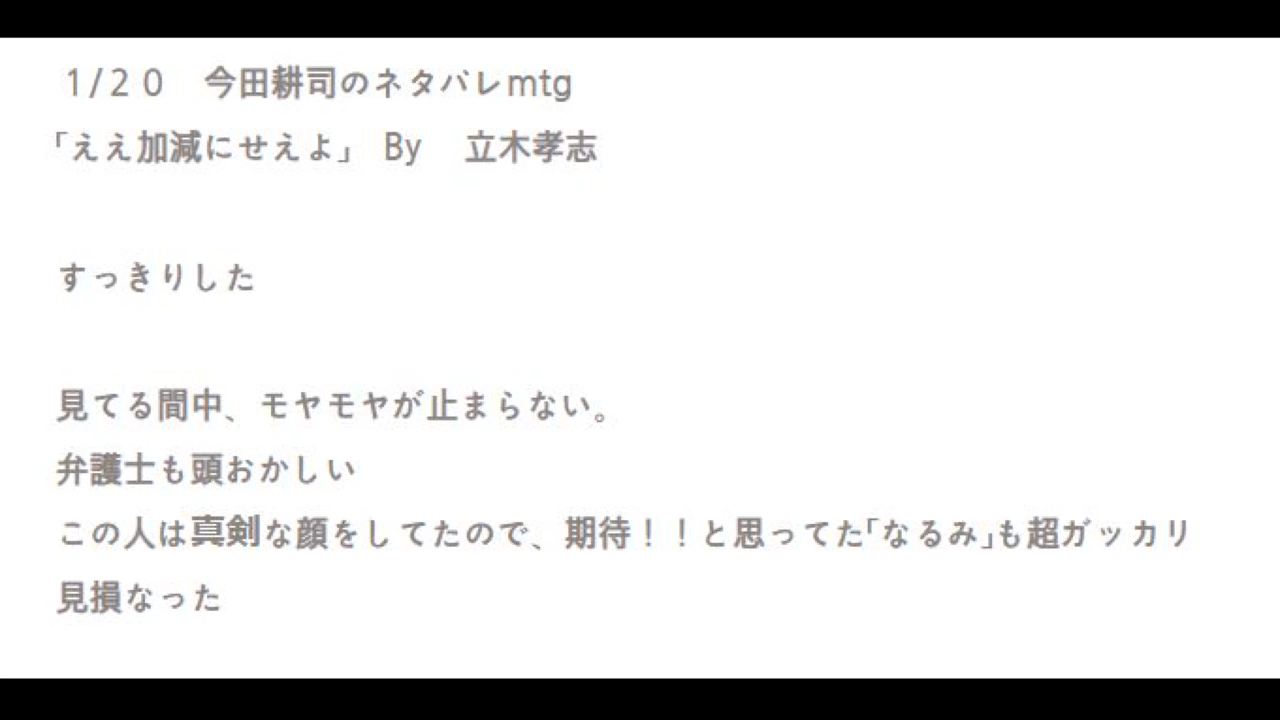 1/20　今田耕司のネタバレmtg
「ええ加減にせえよ」 By　立木孝志
すっきりした
見てる間中、モヤモヤが止まらない。
弁護士も頭おかしい
この人は真剣な顔をしてたので、期待！！と思ってた「なるみ」も超ガッカリ
見損なった